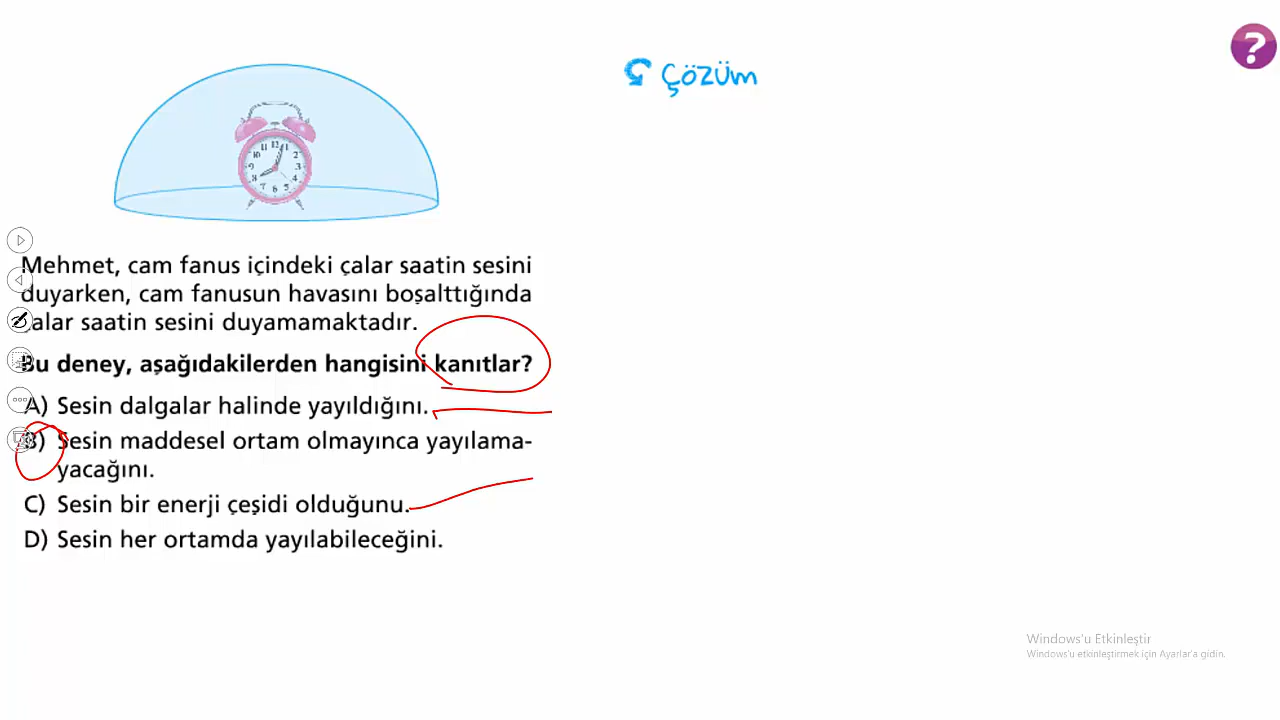 Çözüm
Mehmet, cam fanus içindeki çalar saatin sesini
duyarken, cam fanusun havasını boşalttığında
çalar saatin sesini duyamamaktadır.
Bu deney, aşağıdakilerden hangisini kanıtlar?
A) Sesin dalgalar halinde yayıldığını.
B) Sesin maddesel ortam olmayınca yayılama-
yacağını.
C) Sesin bir enerji çeşidi olduğunu.
D) Sesin her ortamda yayılabileceğini.
Windows'u Etkinleştir
Windows'u etkinleştirmek için Ayarlar'a gidin.